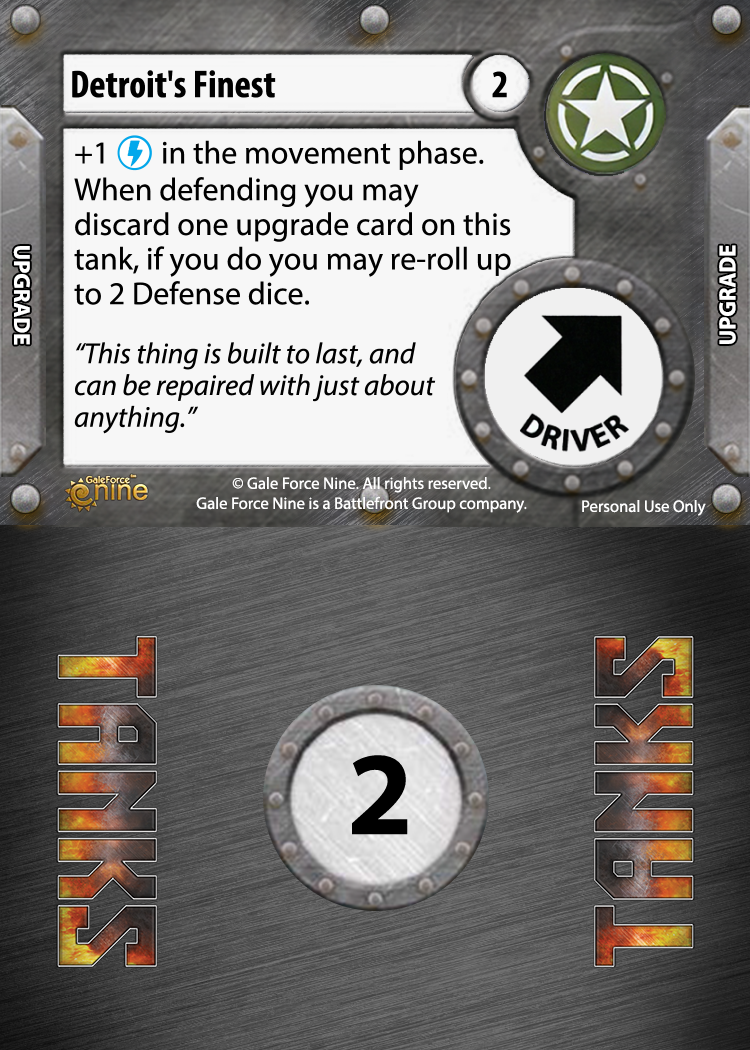 Detroit's Finest
2
+1 in the movement phase.
When defending you may
discard one upgrade card on this
tank, if you do you may re-roll up
to 2 Defense dice.
“This thing is built to last, and
can be repaired with just about
anything.”
UPGRADE
UPGRADE
DRIVER
GaleForce™
nine
© Gale Force Nine. All rights reserved.
Gale Force Nine is a Battlefront Group company.
Personal Use Only
TANKS
2
TANKS